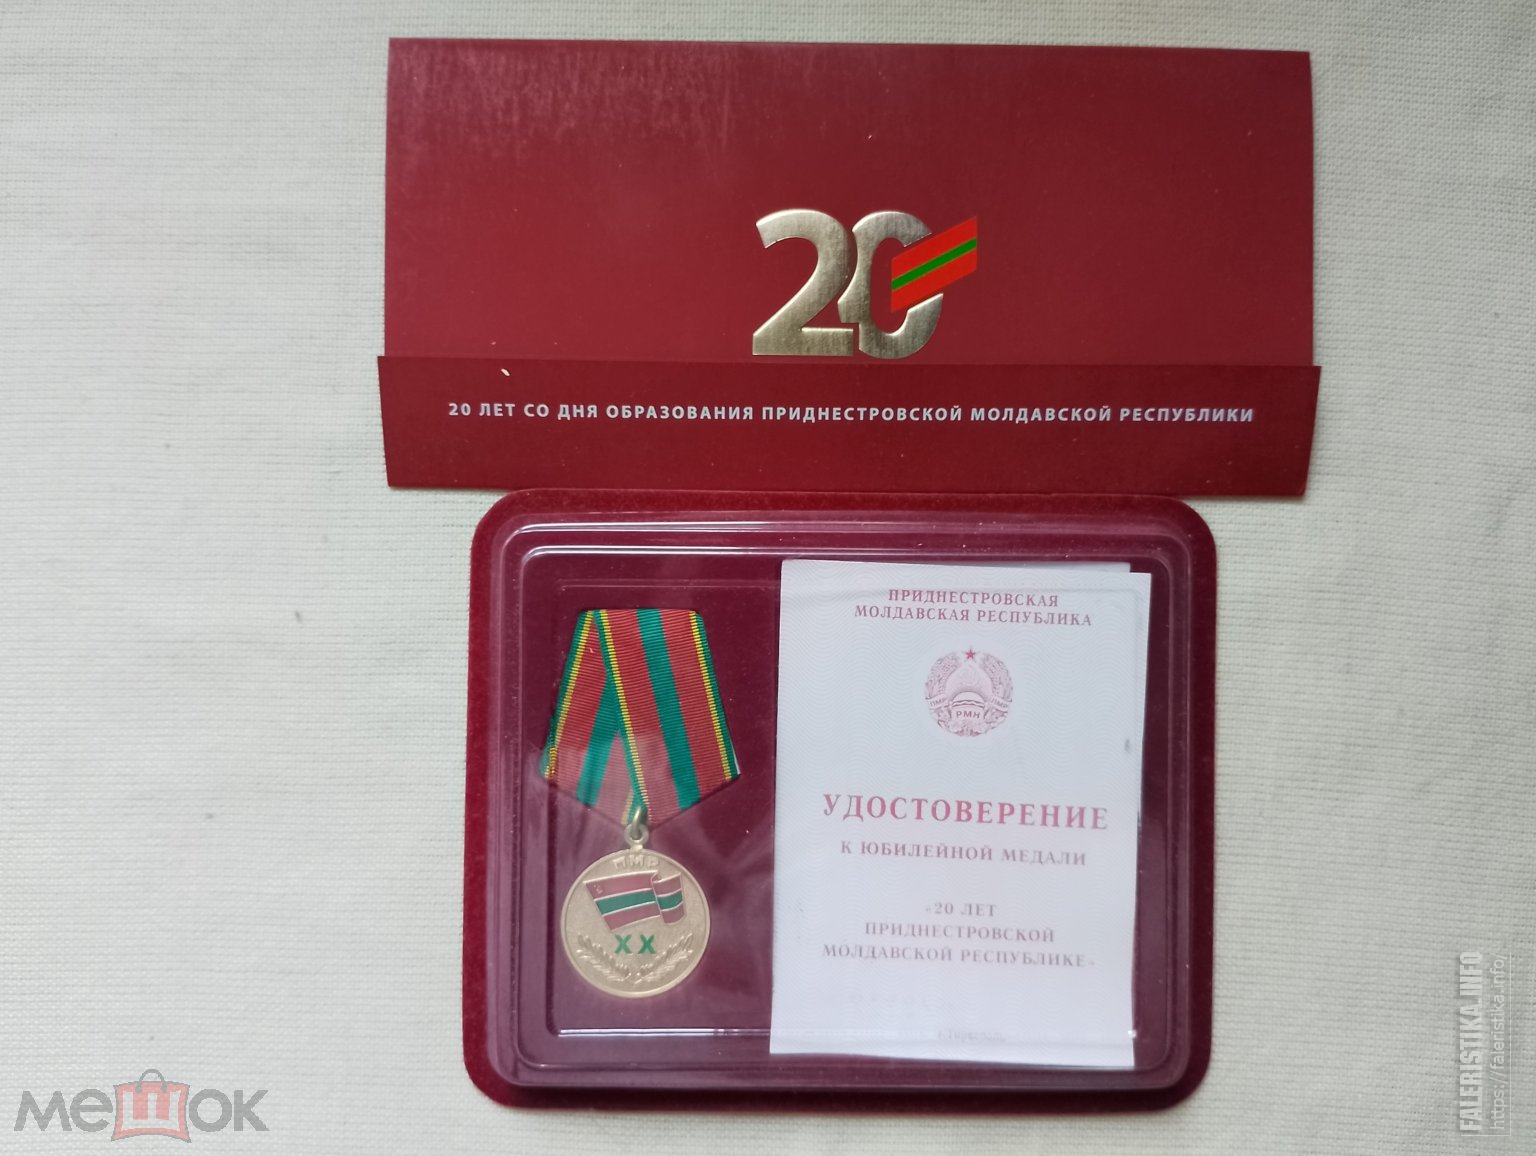 20
20 ЛЕТ СО ДНЯ ОБРАЗОВАНИЯ ПРИДНЕСТРОВСКОЙ МОЛДАВСКОЙ РЕСПУБЛИКИ
ПРИДНЕСТРОВСКАЯ
МОЛДАВСКАЯ РЕСПУБЛИКА
ПМР ПМР
РМН
УДОСТОВЕРЕНИЕ
К ЮБИЛЕЙНОЙ МЕДАЛИ
«20 ЛЕТ
ПРИДНЕСТРОВСКОЙ
МОЛДАВСКОЙ РЕСПУБЛИКЕ»
ПМР
XX
мешок
FALERISTIKA.INFO
https://faleristika.info